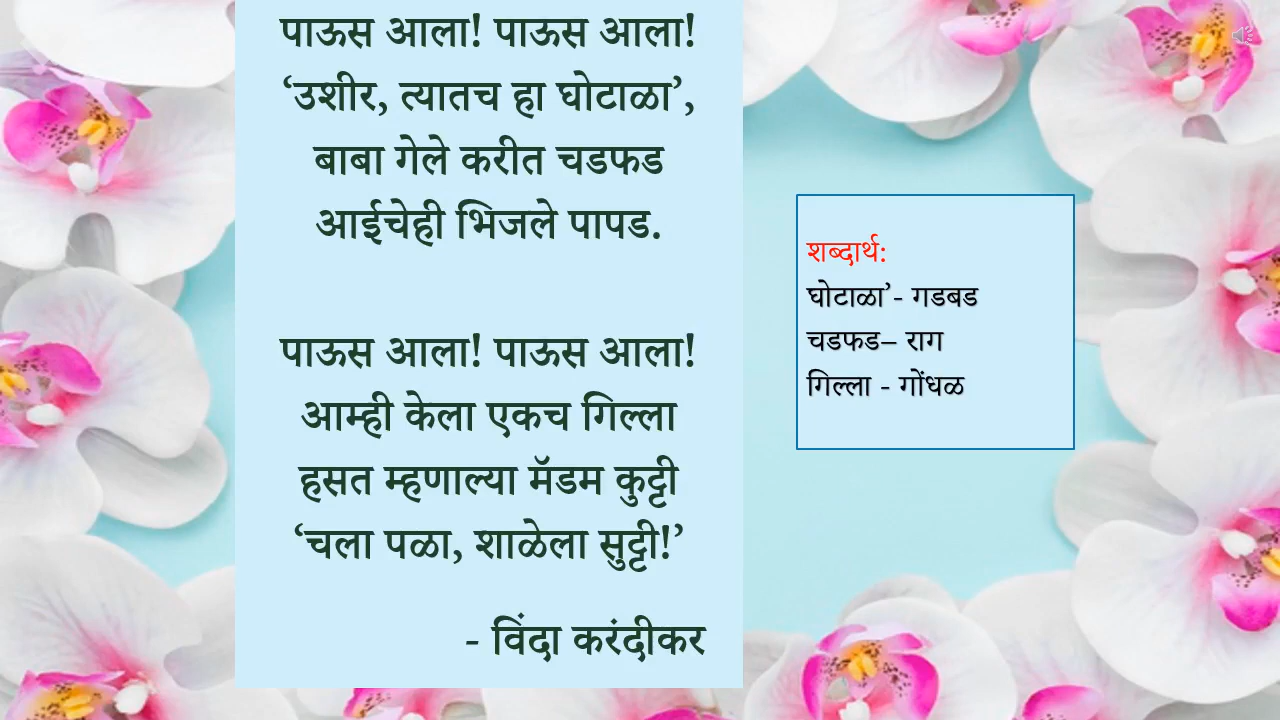 पाऊस आला! पाऊस आला!
‘उशीर, त्यातच हा घोटाळा’,
बाबा गेले करीत चडफड
आईचेही भिजले पापड.
पाऊस आला! पाऊस आला!
आम्ही केला एकच गिल्ला
हसत म्हणाल्या मॅडम कुट्टी
‘चला पळा, शाळेला सुट्टी!’
- विंदा करंदीकर
शब्दार्थ:
घोटाळा’- गडबड
चडफड– राग
गिल्ला - गोंधळ